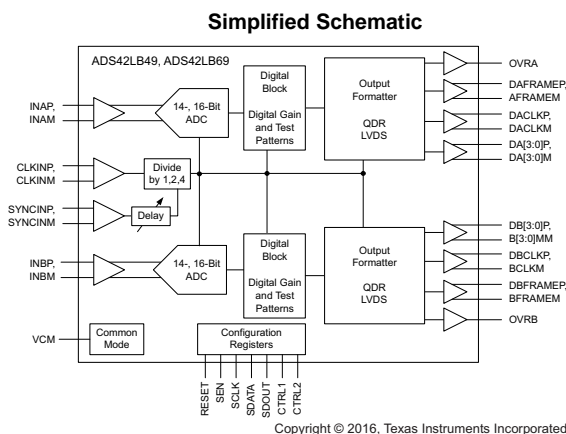 Simplified Schematic
ADS42LB49, ADS42LB69
INAP,
INAM
14-, 16-Bit
ADC
Digital
Block
Digital Gain
and Test
Patterns
Output
Formatter
QDR
LVDS
OVRA
DAFRAMEP,
AFRAMEM
DACLKP,
DACLKM
DA[3:0]P,
DA[3:0]M
CLKINP,
CLKINM
Divide
by 1,2,4
SYNCINP,
SYNCINM
Delay
INBP,
INBM
14-, 16-Bit
ADC
Digital
Block
Digital Gain
and Test
Patterns
Output
Formatter
QDR
LVDS
DB[3:0]P,
B[3:0]MM
DBCLKP,
BCLKM
DBFRAMEP,
BFRAMEM
OVRB
VCM
Common
Mode
Configuration
Registers
RESET
SEN
SCLK
SDATA
SDOUT
CTRL1
CTRL2
Copyright © 2016, Texas Instruments Incorporated